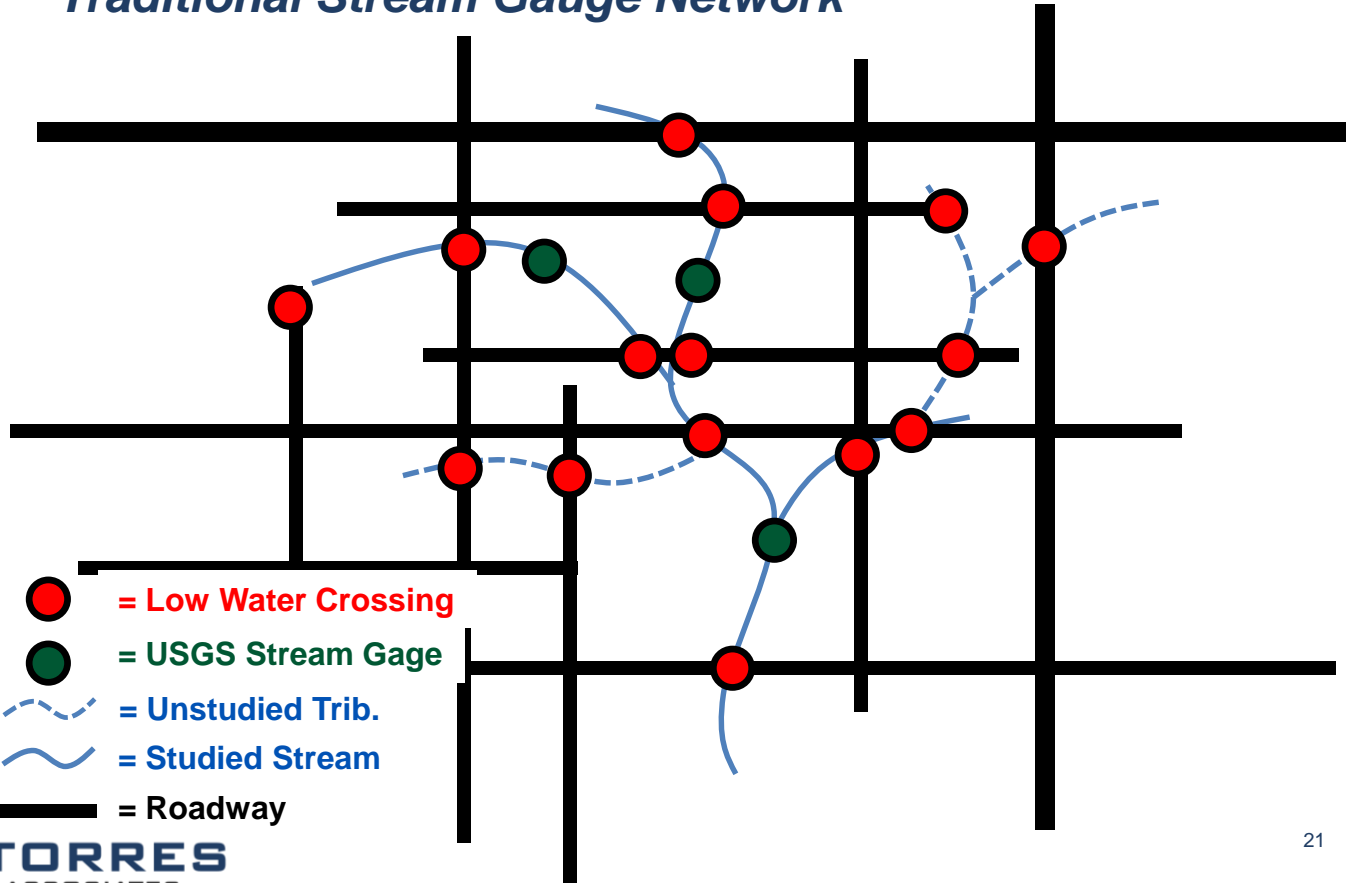 Traditional Stream Gauge Network
= Low Water Crossing
= USGS Stream Gage
= Unstudied Trib.
= Studied Stream
= Roadway
TORRES
21